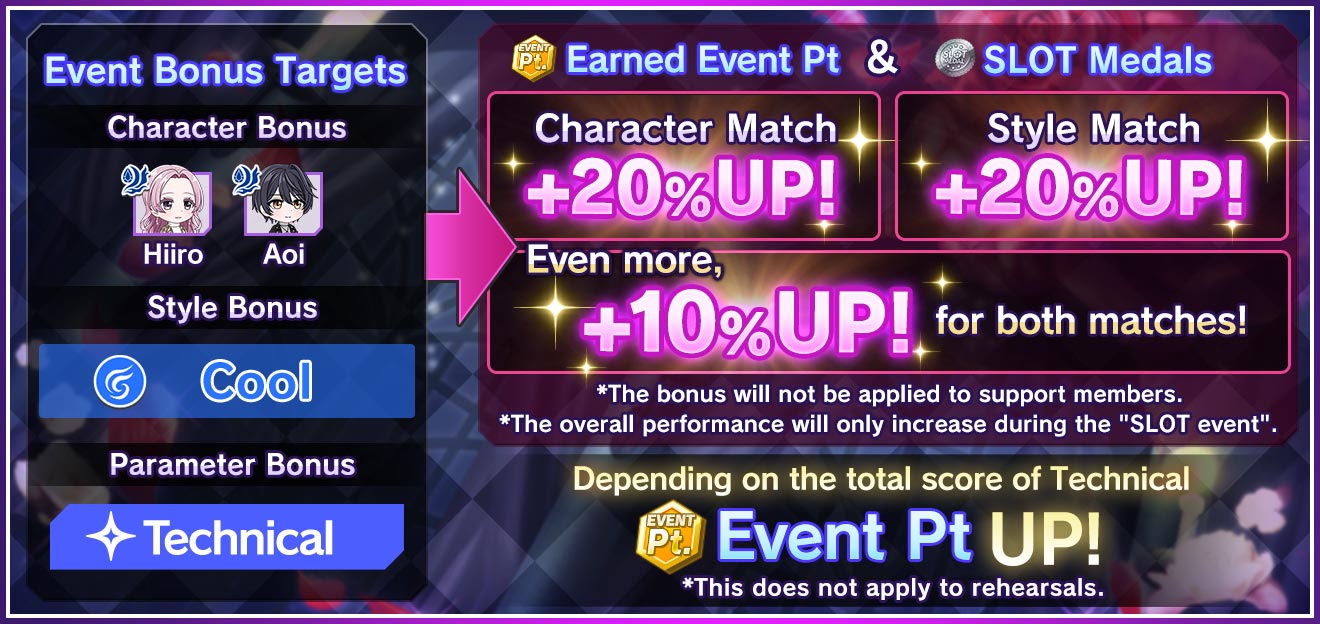 Event Bonus Targets
Character Bonus
Hiiro
Aoi
Style Bonus
Cool
Parameter Bonus
Technical
EVENT Pt. Earned Event Pt & SLOT MEDAL SLOT Medals
Character Match
+20%UP!
Style Match
+20%UP!
Even more,
+10%UP! for both matches!
*The bonus will not be applied to support members.
*The overall performance will only increase during the "SLOT event".
Depending on the total score of Technical
EVENT Pt. Event Pt UP!
*This does not apply to rehearsals.